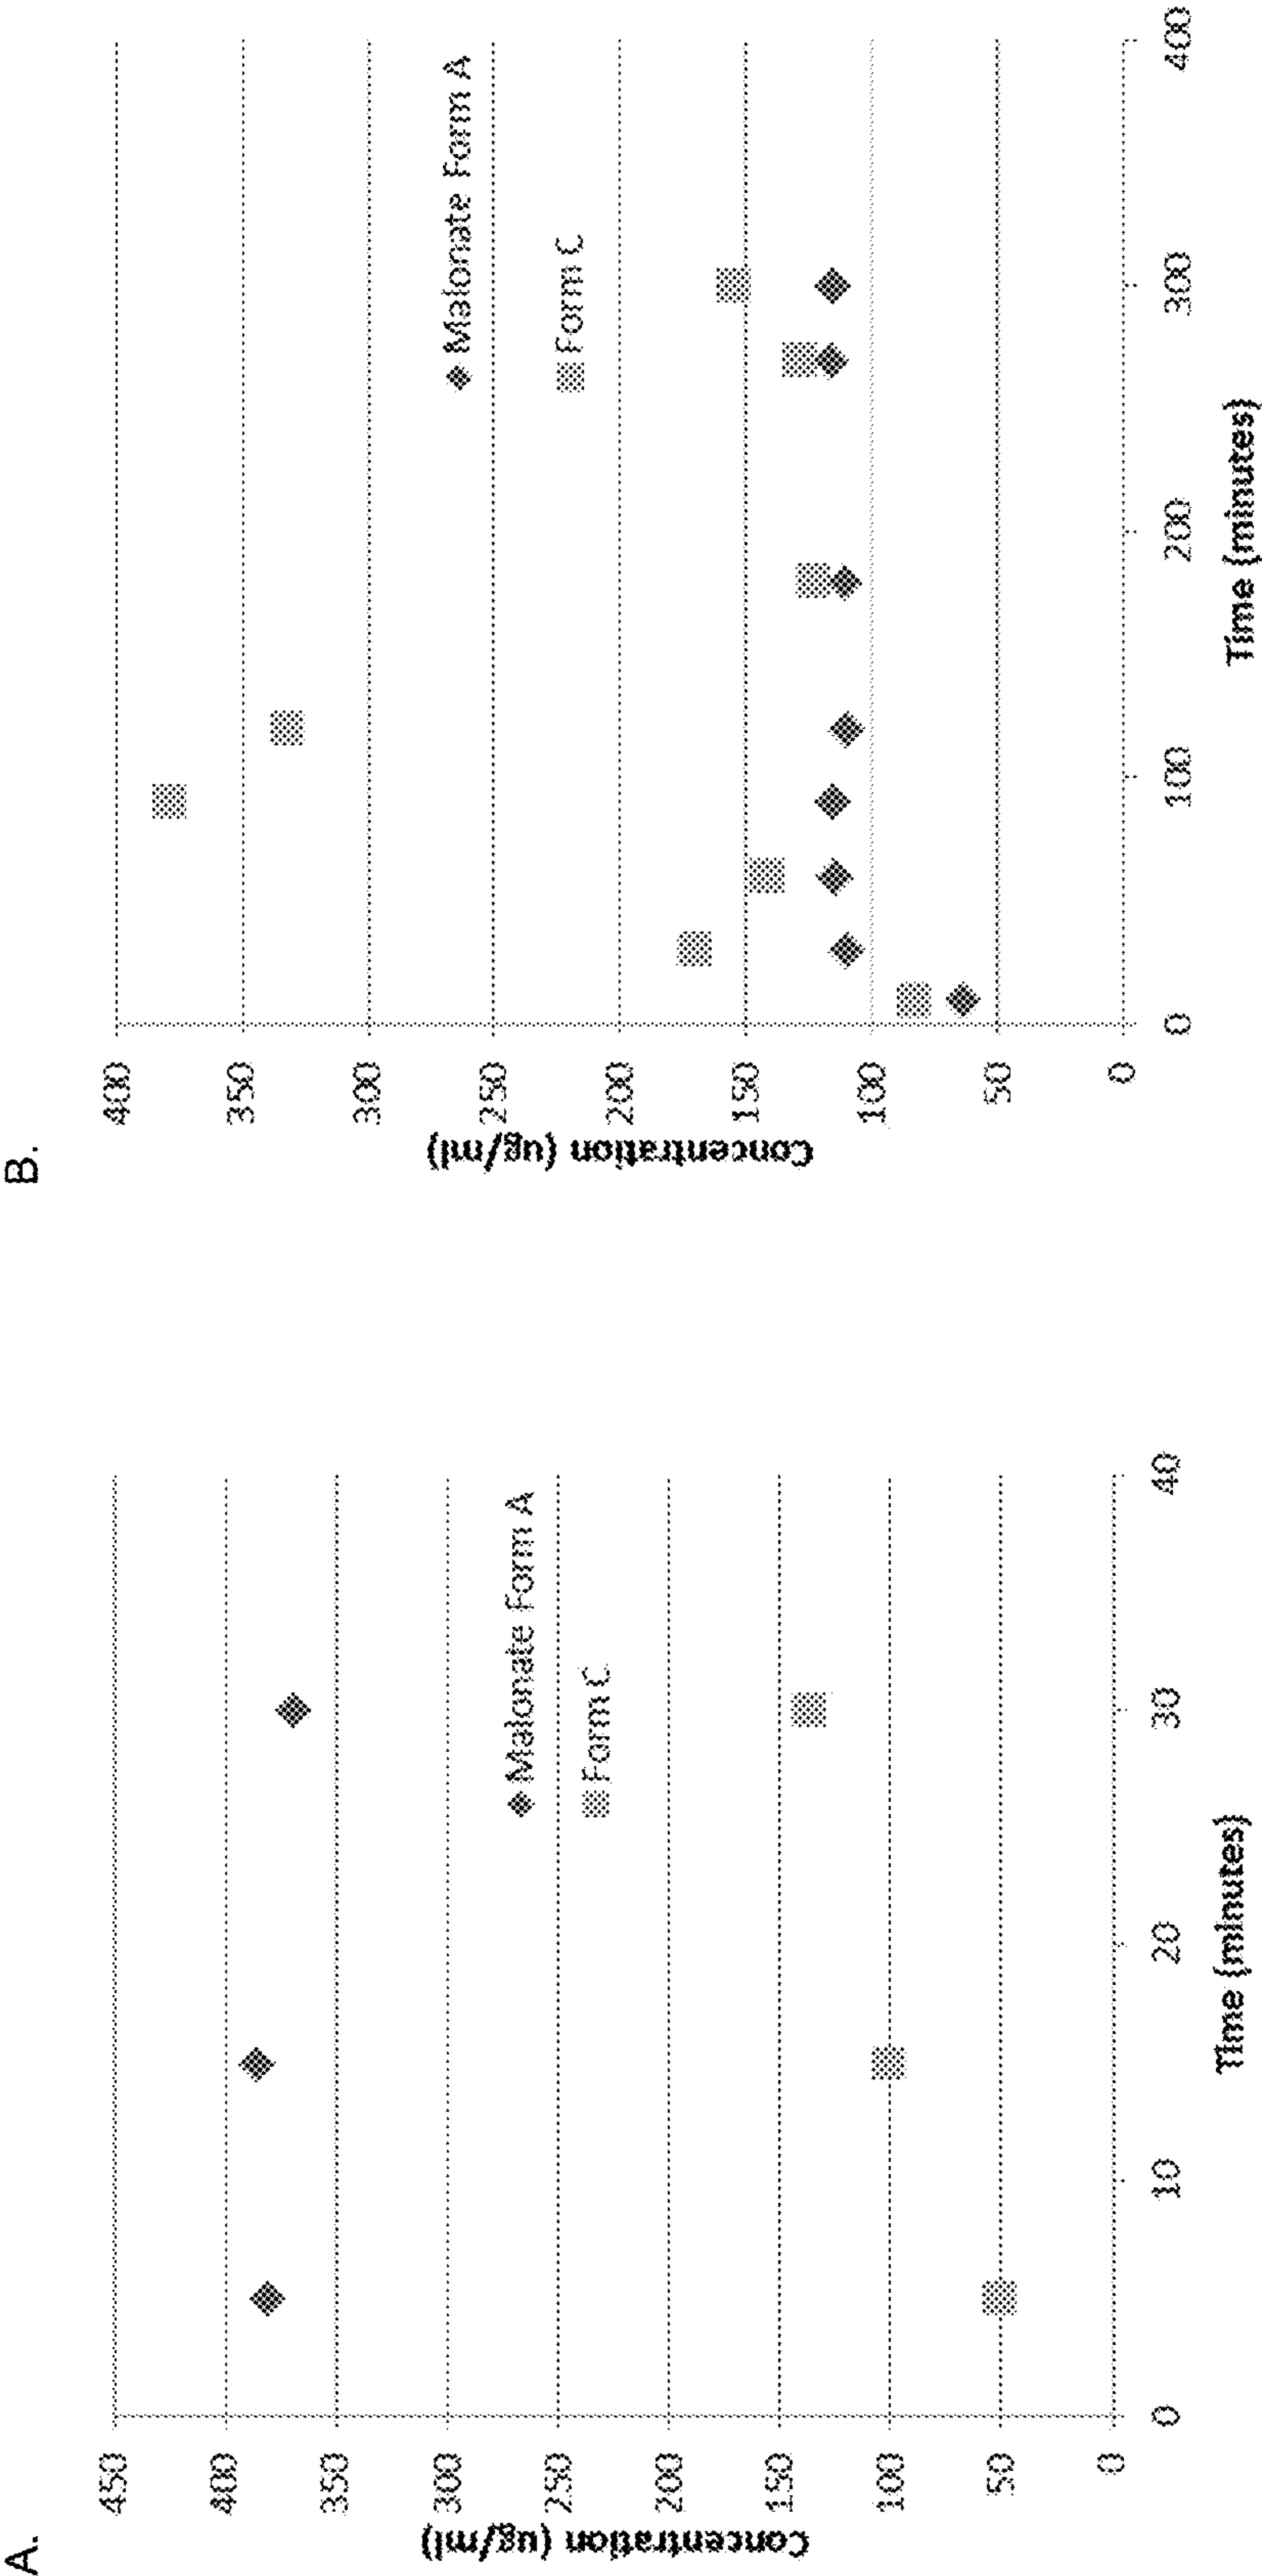 A.
Concentration (ug/ml)
450
400
350
300
250
200
150
100
50
0
0
10
20
30
40
Time (minutes)
Malonate Form A
Form C
B.
Concentration (ug/ml)
400
350
300
250
200
150
100
50
0
0
100
200
300
400
Time (minutes)
Malonate Form A
Form C